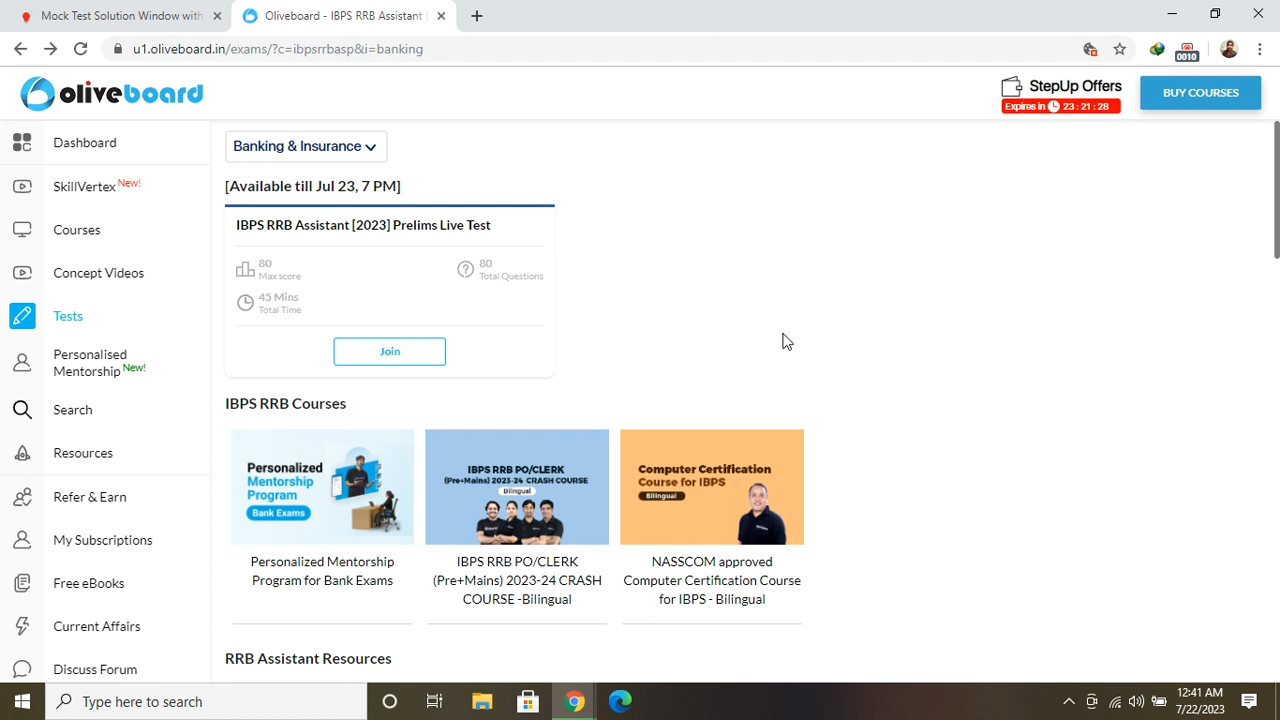 Mock Test Solution Window with
Oliveboard - IBPS RRB Assistant
u1.oliveboard.in/exams/?c=ibpsrrbasp&i=banking
0010
oliveboard
StepUp Offers
Expires in 23 : 21 : 28
BUY COURSES
Dashboard
SkillVertex New!
Courses
Concept Videos
Tests
Personalised
Mentorship New!
Search
Resources
Refer & Earn
My Subscriptions
Free eBooks
Current Affairs
Discuss Forum
Banking & Insurance
[Available till Jul 23, 7 PM]
IBPS RRB Assistant [2023] Prelims Live Test
80
Max score
80
Total Questions
45 Mins
Total Time
Join
IBPS RRB Courses
Personalized
Mentorship
Program
Bank Exams
Personalized Mentorship
Program for Bank Exams
IBPS RRB PO/CLERK
(Pre+Mains) 2023-24 CRASH COURSE
Bilingual
IBPS RRB PO/CLERK
(Pre+Mains) 2023-24 CRASH
COURSE -Bilingual
Computer Certification
Course for IBPS
Bilingual
NASSCOM approved
Computer Certification Course
for IBPS - Bilingual
RRB Assistant Resources
Type here to search
12:41 AM
7/22/2023